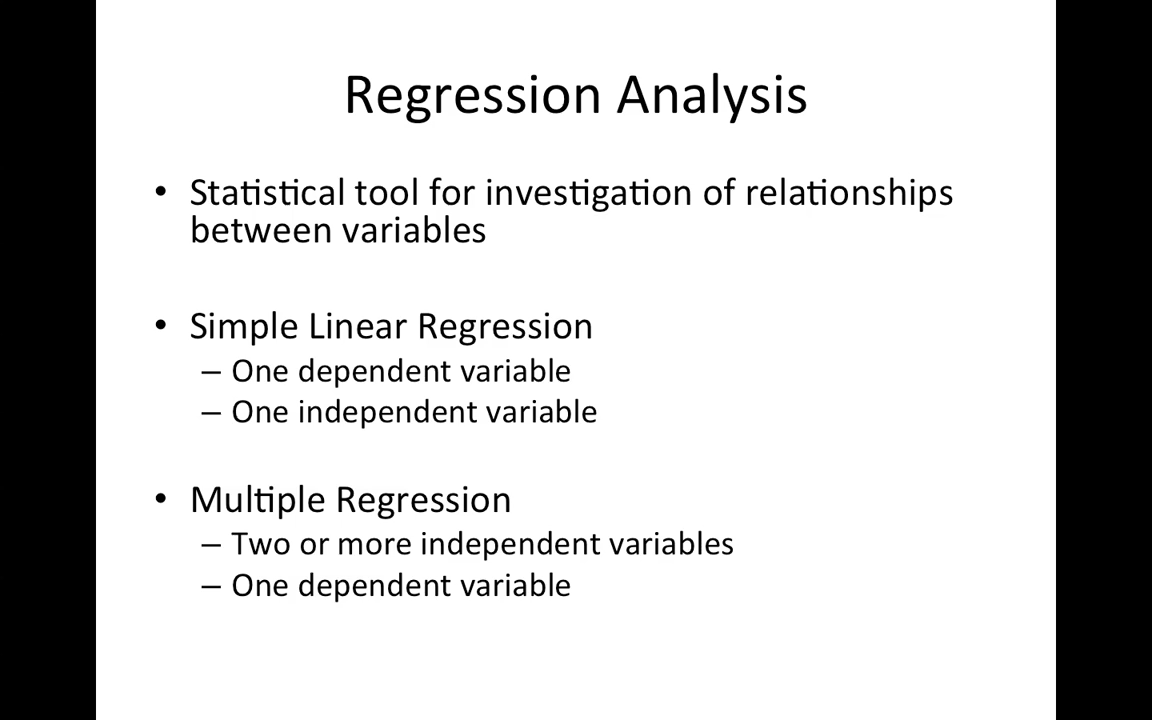 Regression Analysis
• Statistical tool for investigation of relationships
between variables
• Simple Linear Regression
– One dependent variable
– One independent variable
• Multiple Regression
– Two or more independent variables
– One dependent variable